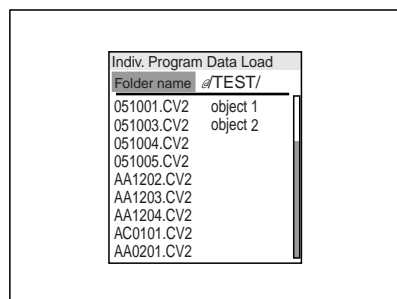 Indiv. Program Data Load
Folder name @/TEST/
051001.CV2 object 1
051003.CV2 object 2
051004.CV2
051005.CV2
AA1202.CV2
AA1203.CV2
AA1204.CV2
AC0101.CV2
AA0201.CV2